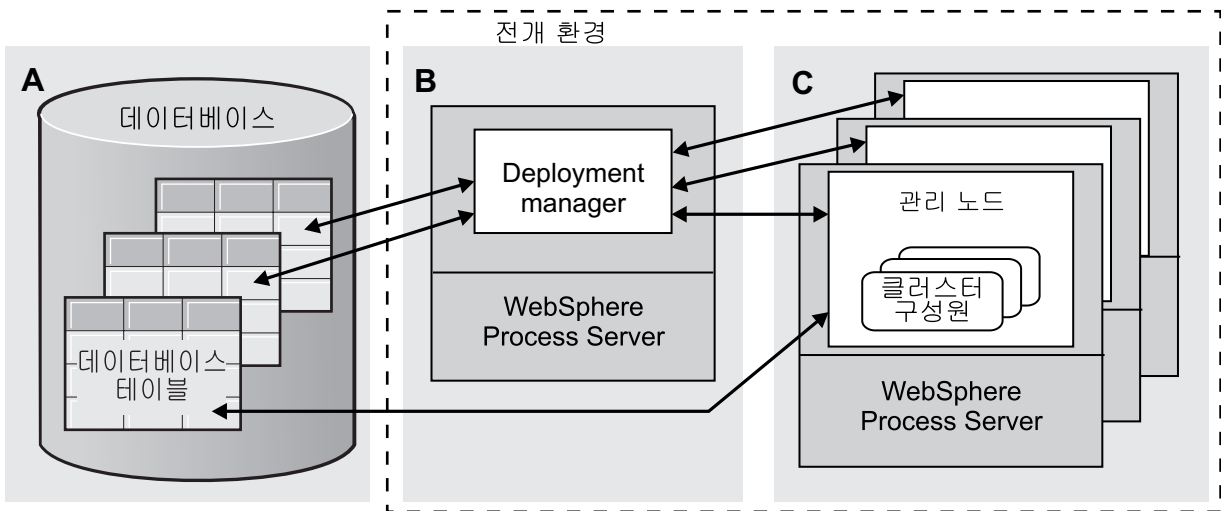 전개 환경
A
데이터베이스
데이터베이스
테이블
B
Deployment
manager
WebSphere
Process Server
C
관리 노드
클러스터
구성원
WebSphere
Process Server